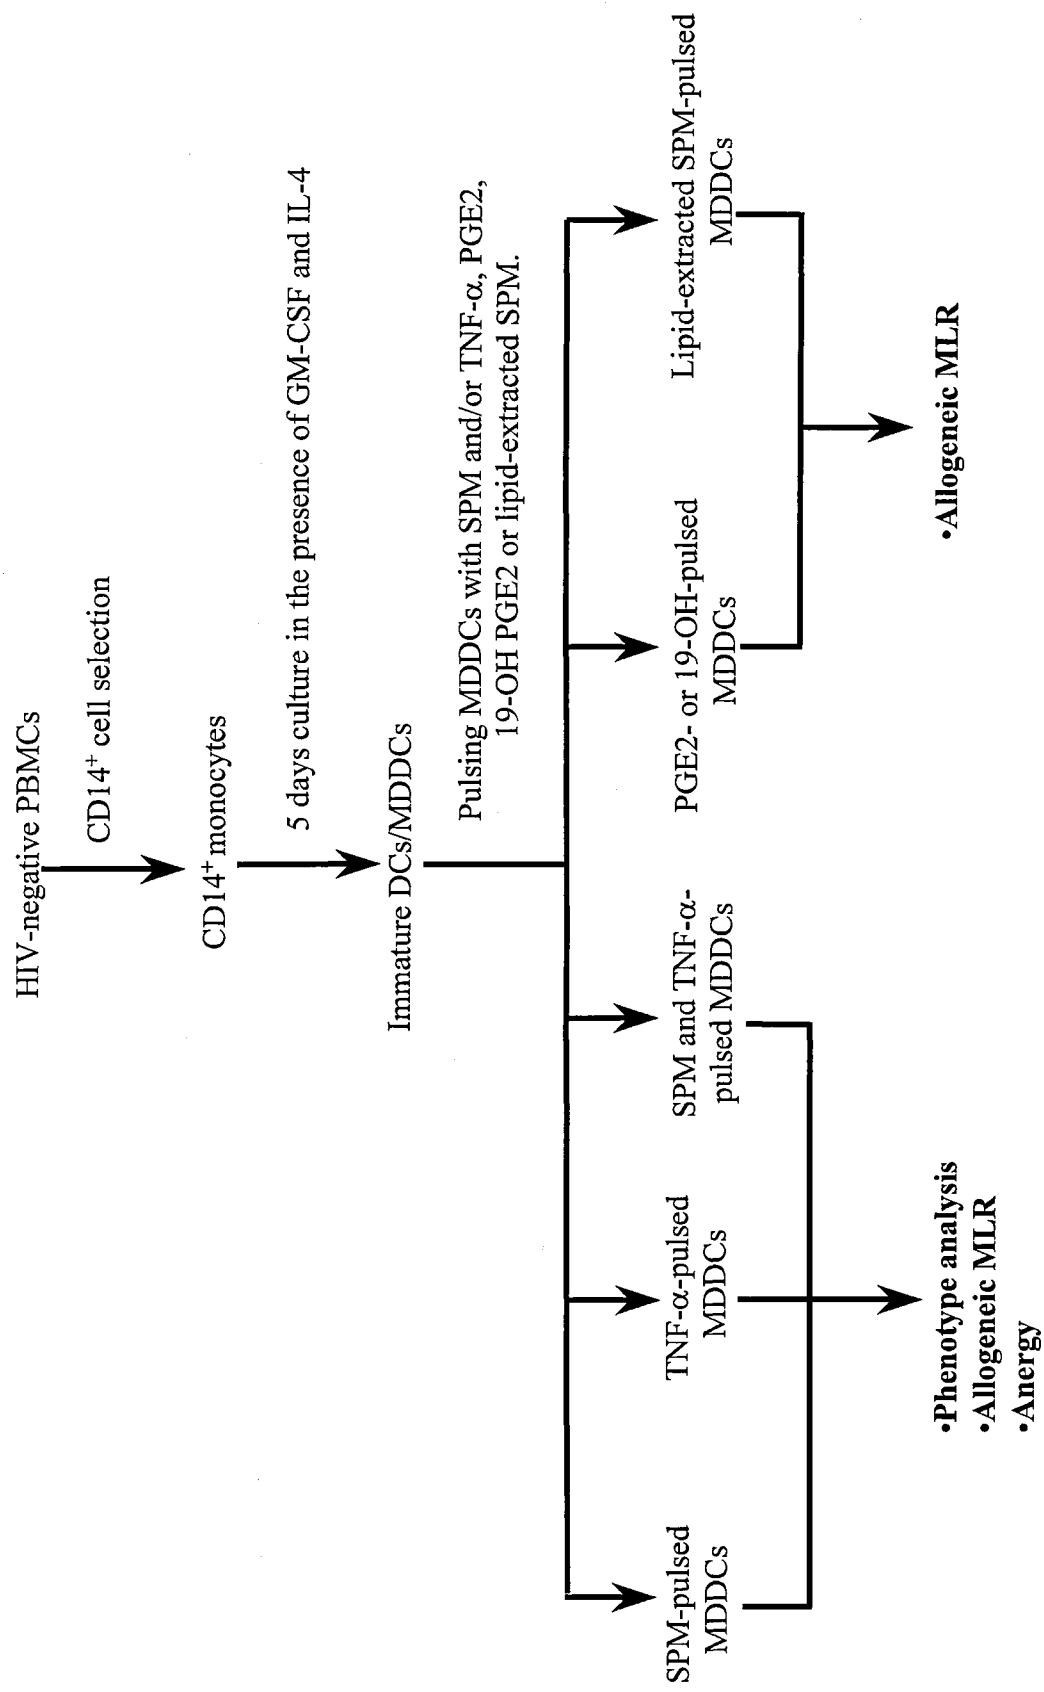 HIV-negative PBMCs
CD14+ cell selection
CD14+ monocytes
5 days culture in the presence of GM-CSF and IL-4
Immature DCs/MDDCs
Pulsing MDDCs with SPM and/or TNF-α, PGE2,
19-OH PGE2 or lipid-extracted SPM.
SPM-pulsed
MDDCs
TNF-α-pulsed
MDDCs
SPM and TNF-α-
pulsed MDDCs
PGE2- or 19-OH-pulsed
MDDCs
Lipid-extracted SPM-pulsed
MDDCs
•Phenotype analysis
•Allogeneic MLR
•Anergy
•Allogeneic MLR